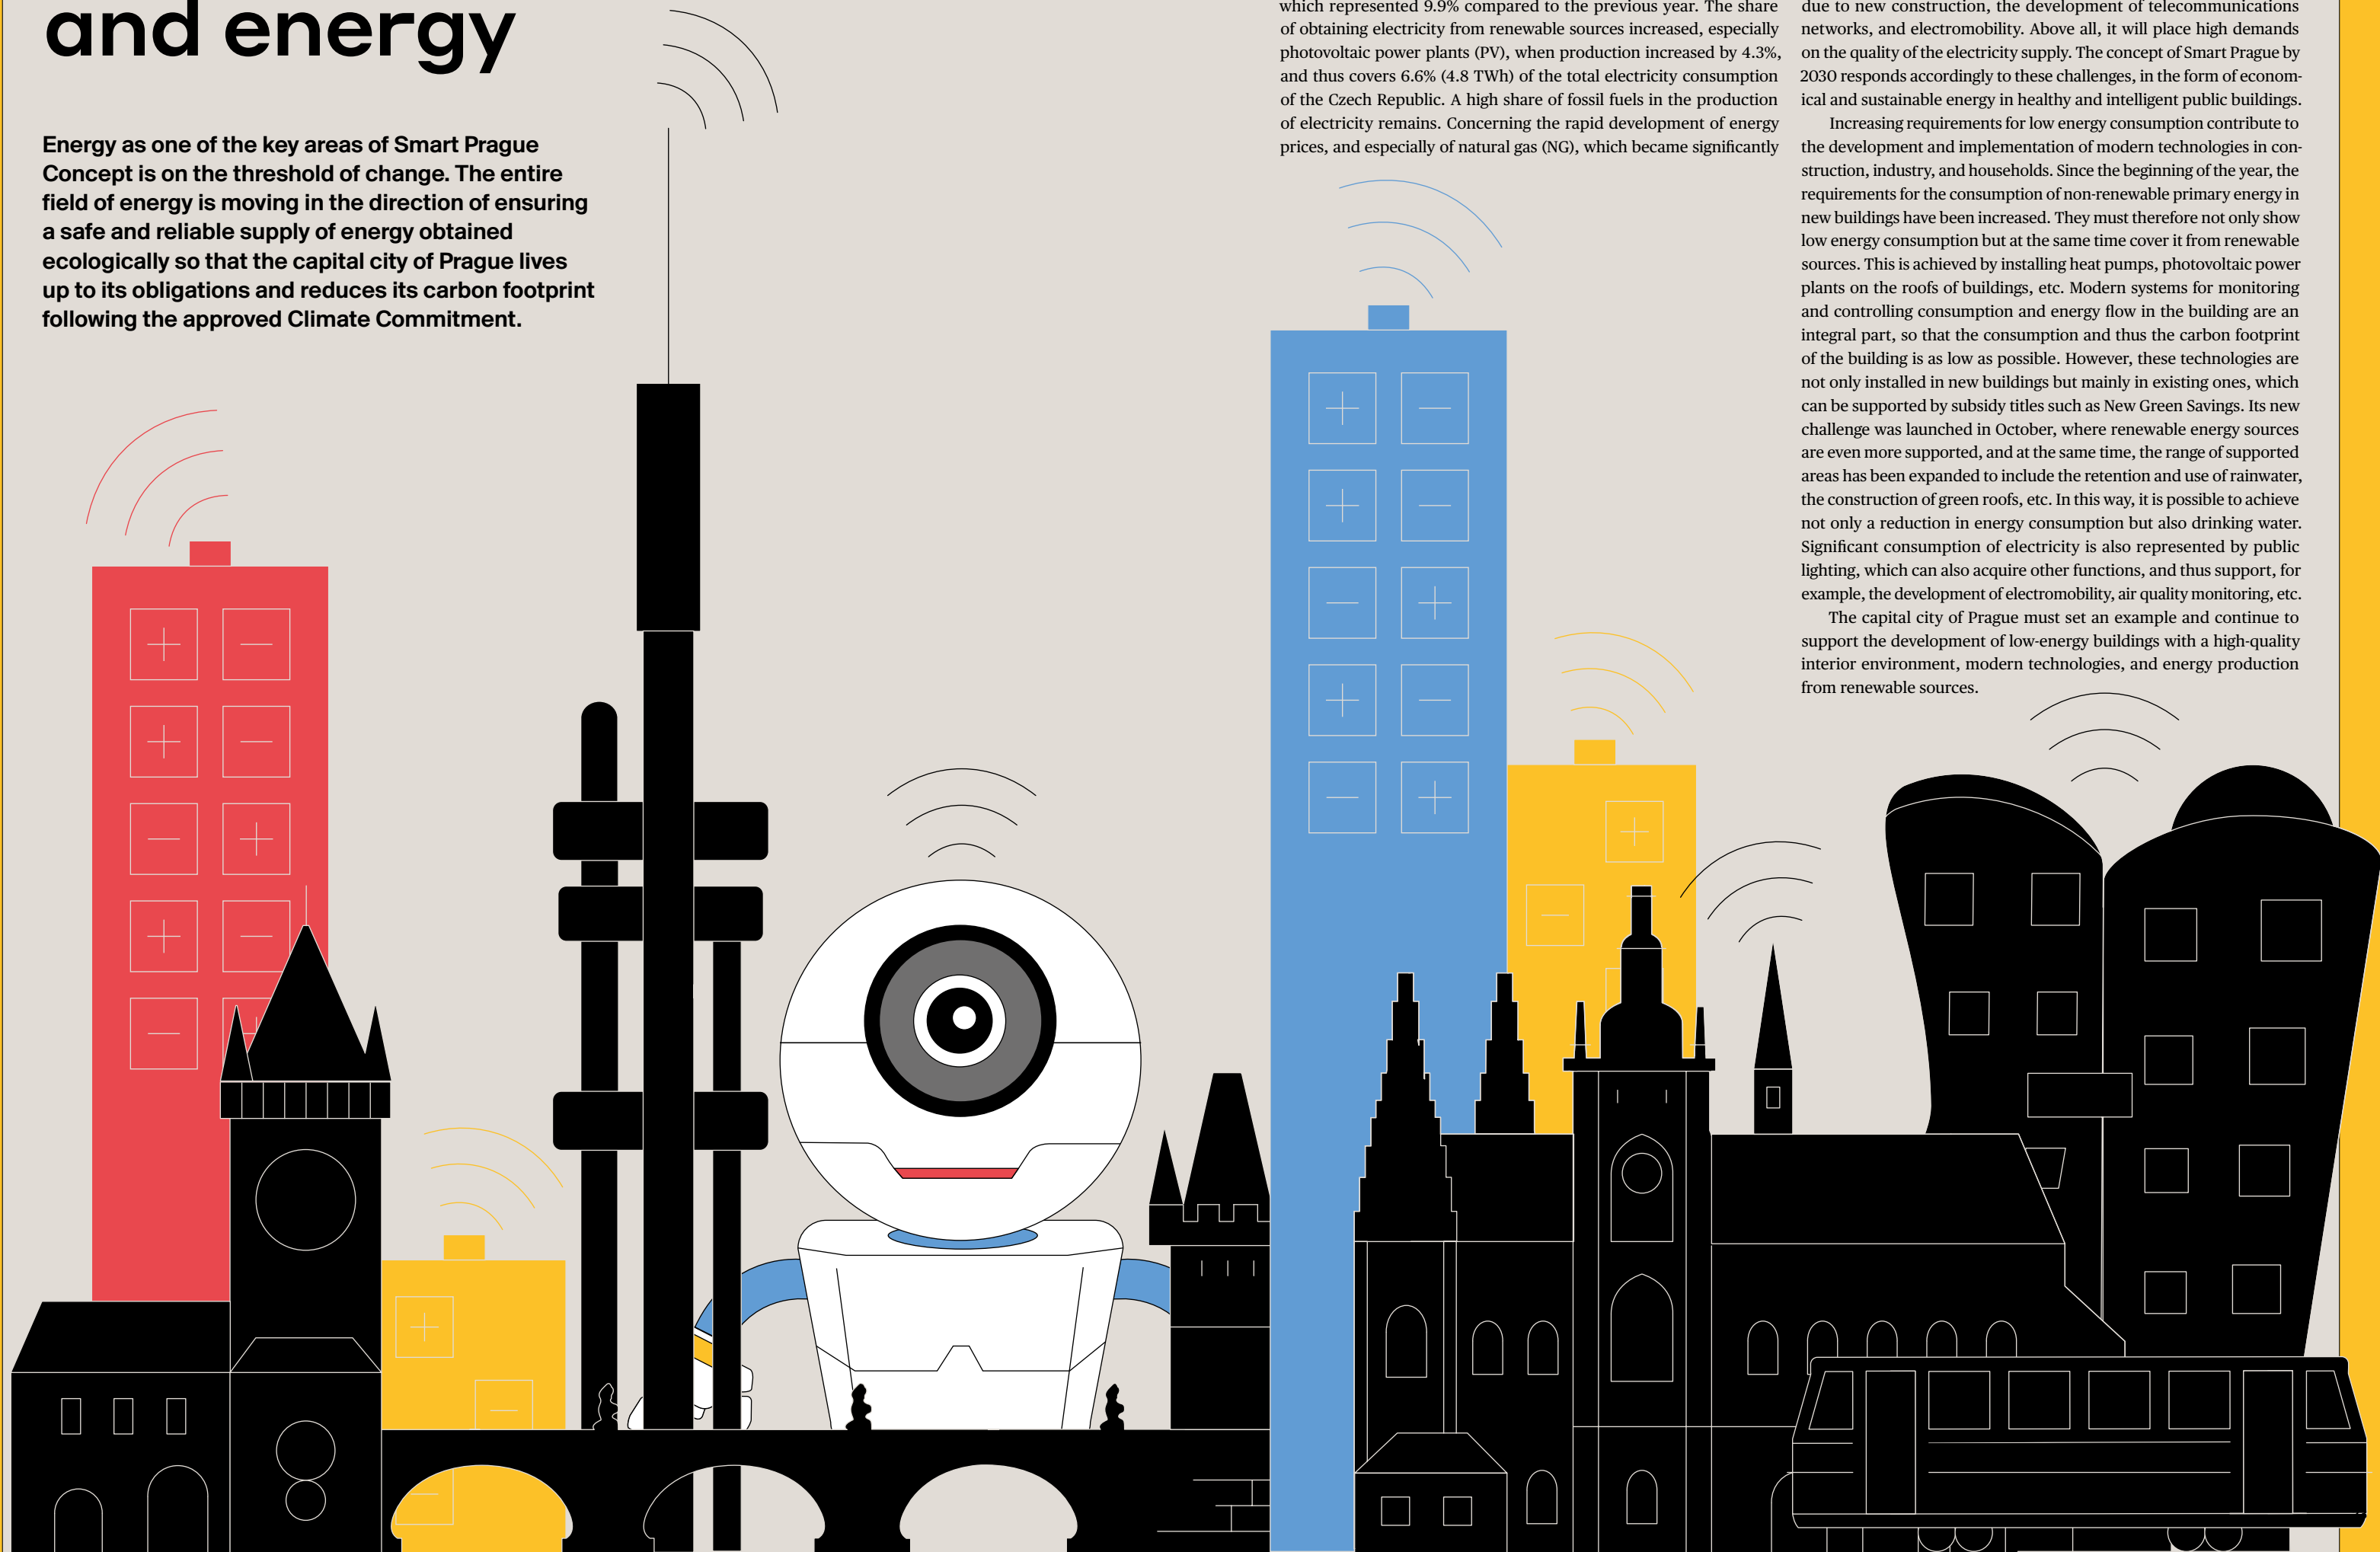 and energy
Energy as one of the key areas of Smart Prague
Concept is on the threshold of change. The entire
field of energy is moving in the direction of ensuring
a safe and reliable supply of energy obtained
ecologically so that the capital city of Prague lives
up to its obligations and reduces its carbon footprint
following the approved Climate Commitment.
which represented 9.9% compared to the previous year. The share
of obtaining electricity from renewable sources increased, especially
photovoltaic power plants (PV), when production increased by 4.3%,
and thus covers 6.6% (4.8 TWh) of the total electricity consumption
of the Czech Republic. A high share of fossil fuels in the production
of electricity remains. Concerning the rapid development of energy
prices, and especially of natural gas (NG), which became significantly
due to new construction, the development of telecommunications
networks, and electromobility. Above all, it will place high demands
on the quality of the electricity supply. The concept of Smart Prague by
2030 responds accordingly to these challenges, in the form of econom-
ical and sustainable energy in healthy and intelligent public buildings.
Increasing requirements for low energy consumption contribute to
the development and implementation of modern technologies in con-
struction, industry, and households. Since the beginning of the year, the
requirements for the consumption of non-renewable primary energy in
new buildings have been increased. They must therefore not only show
low energy consumption but at the same time cover it from renewable
sources. This is achieved by installing heat pumps, photovoltaic power
plants on the roofs of buildings, etc. Modern systems for monitoring
and controlling consumption and energy flow in the building are an
integral part, so that the consumption and thus the carbon footprint
of the building is as low as possible. However, these technologies are
not only installed in new buildings but mainly in existing ones, which
can be supported by subsidy titles such as New Green Savings. Its new
challenge was launched in October, where renewable energy sources
are even more supported, and at the same time, the range of supported
areas has been expanded to include the retention and use of rainwater,
the construction of green roofs, etc. In this way, it is possible to achieve
not only a reduction in energy consumption but also drinking water.
Significant consumption of electricity is also represented by public
lighting, which can also acquire other functions, and thus support, for
example, the development of electromobility, air quality monitoring, etc.
The capital city of Prague must set an example and continue to
support the development of low-energy buildings with a high-quality
interior environment, modern technologies, and energy production
from renewable sources.